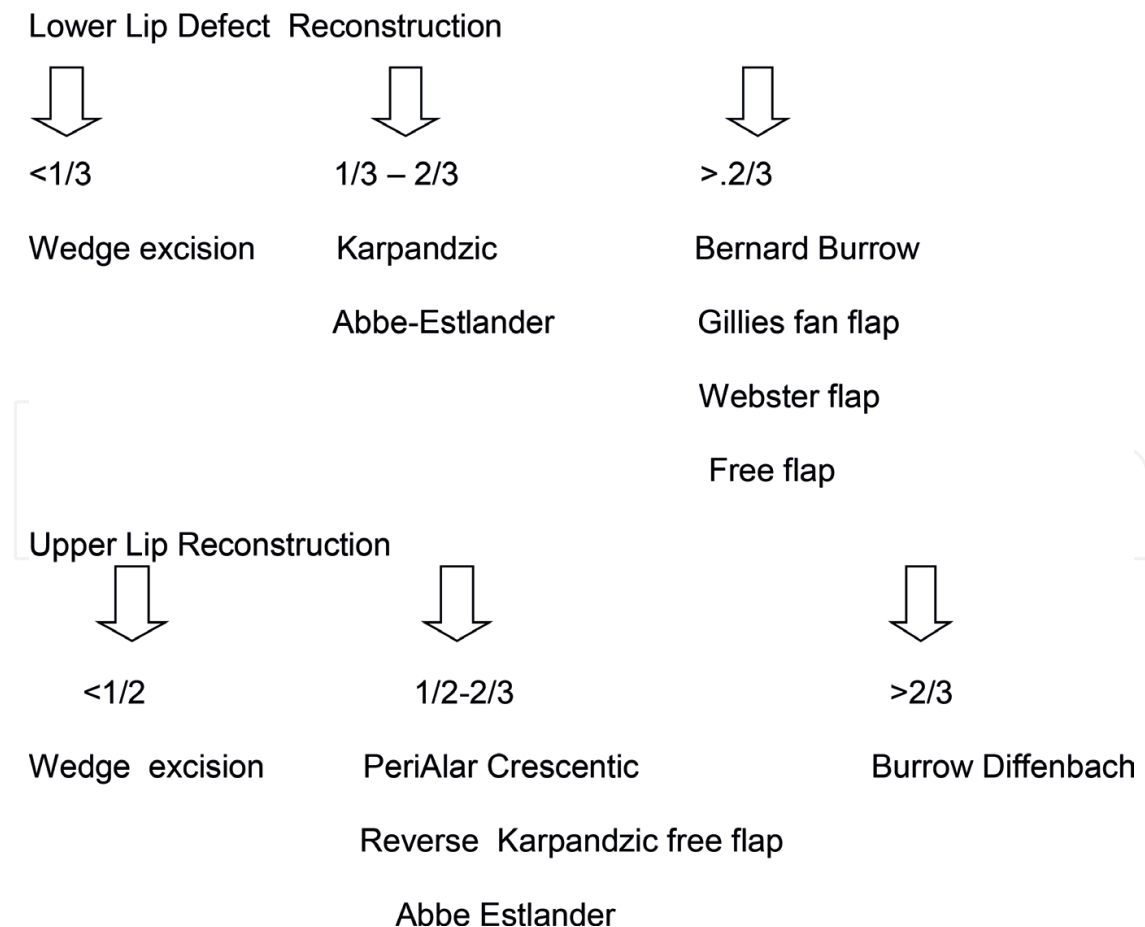 Lower Lip Defect  Reconstruction
<1/3 1/3 – 2/3 >.2/3
Wedge excision Karpandzic Bernard Burrow
Abbe-Estlander Gillies fan flap
Webster flap
Free flap
Upper Lip Reconstruction
<1/2 1/2-2/3 >2/3
Wedge  excision PeriAlar Crescentic Burrow Diffenbach
Reverse  Karpandzic free flap
Abbe Estlander